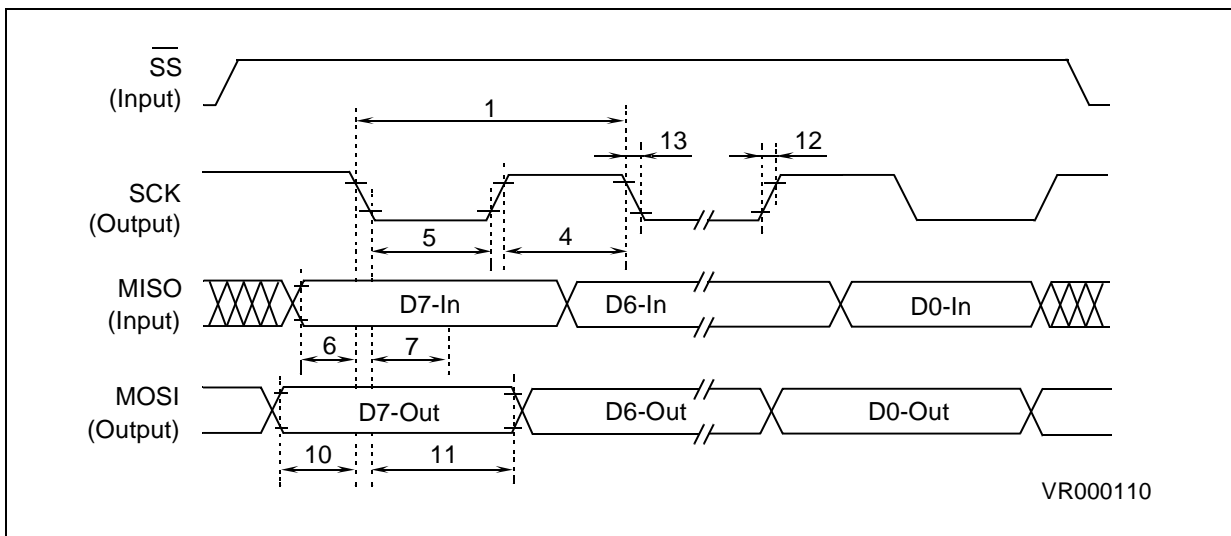 SS
(Input)
1
13
12
SCK
(Output)
5
4
MISO
(Input)
D7-In
D6-In
D0-In
6
7
MOSI
(Output)
D7-Out
D6-Out
D0-Out
10
11
VR000110